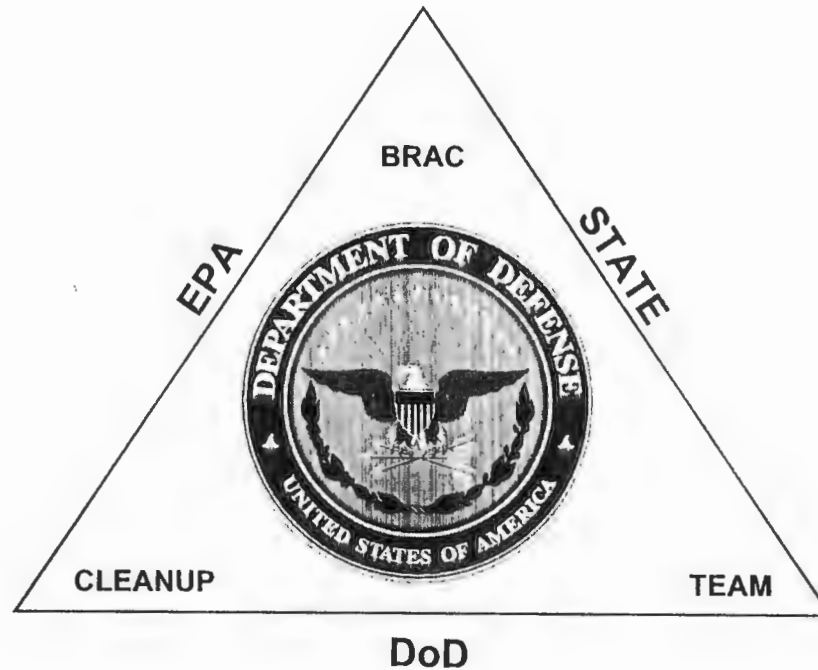 BRAC
EPA
STATE
DEPARTMENT OF DEFENSE
UNITED STATES OF AMERICA
CLEANUP
TEAM
DoD